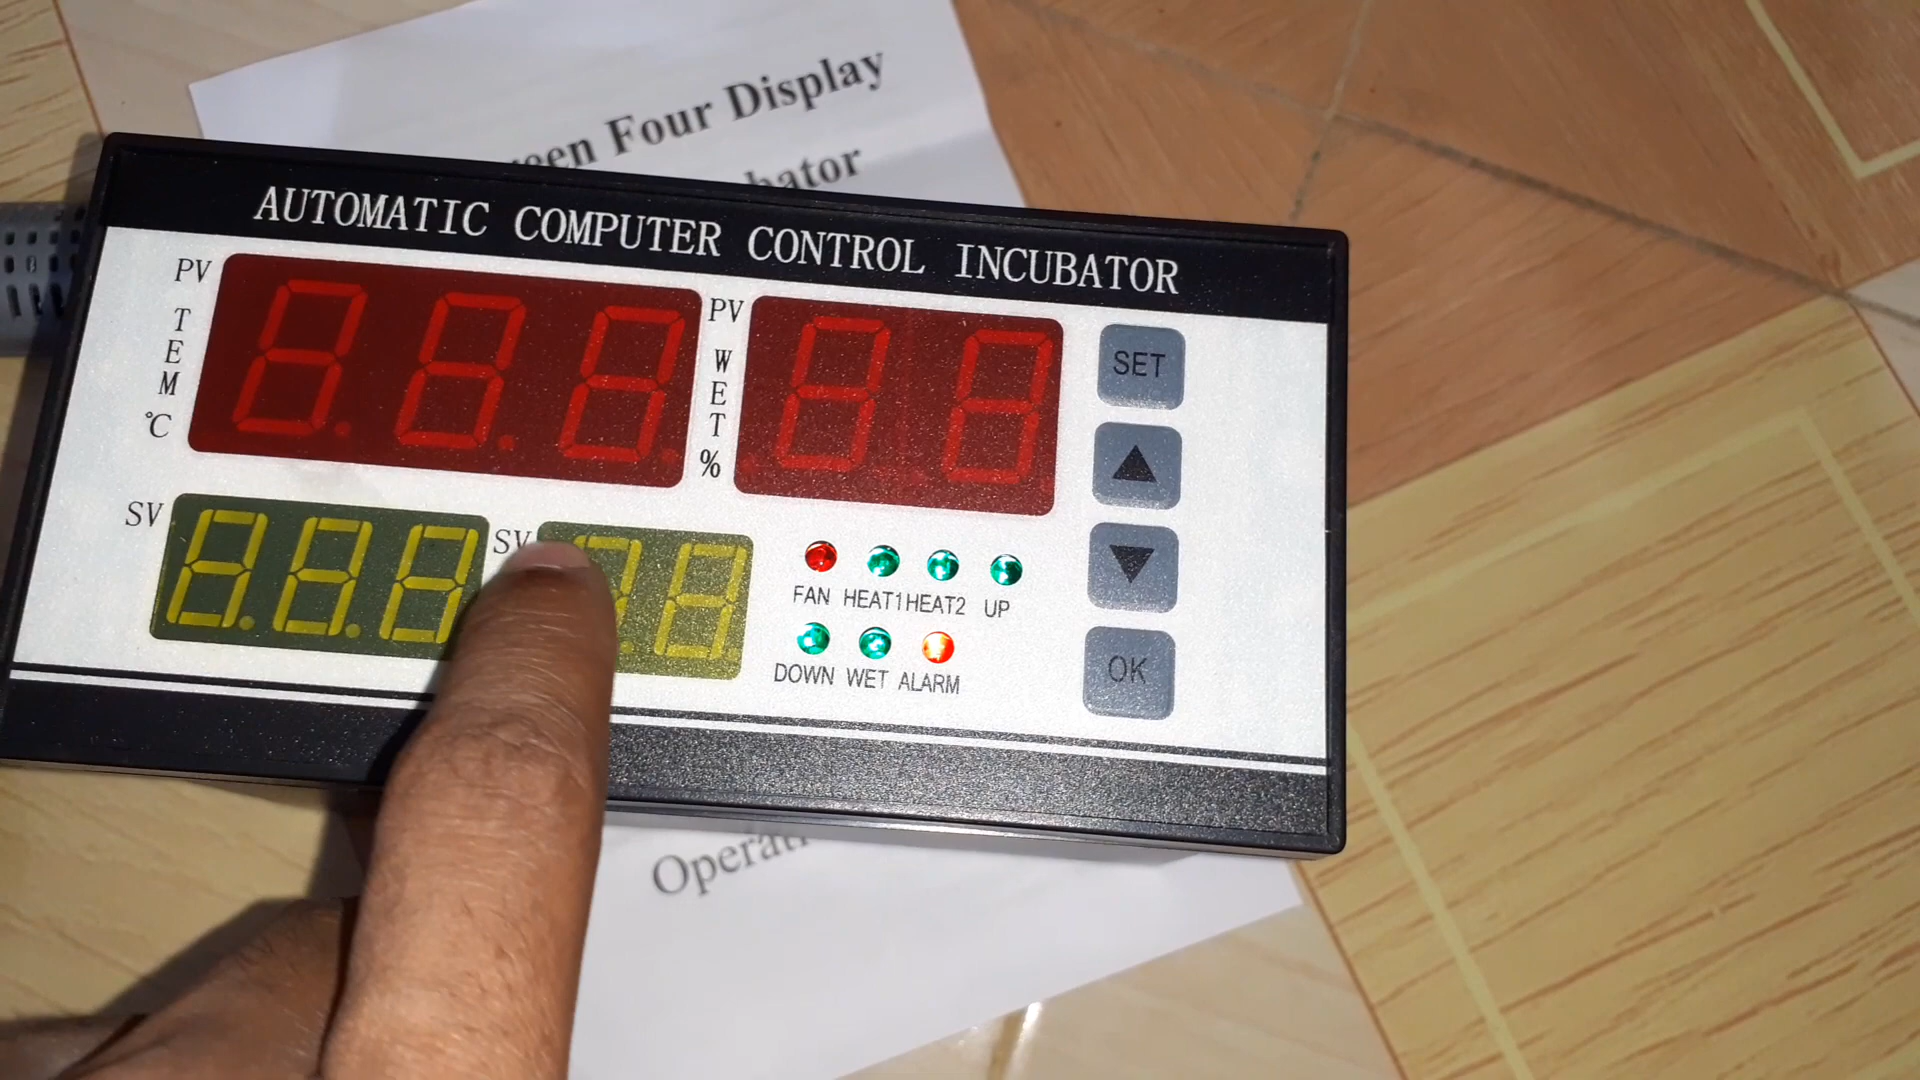 Four Display
AUTOMATIC COMPUTER CONTROL INCUBATOR
PV
TEM
℃
PV
WET
%
SET
SV
SV
FAN HEAT1 HEAT2 UP
DOWN WET ALARM
OK